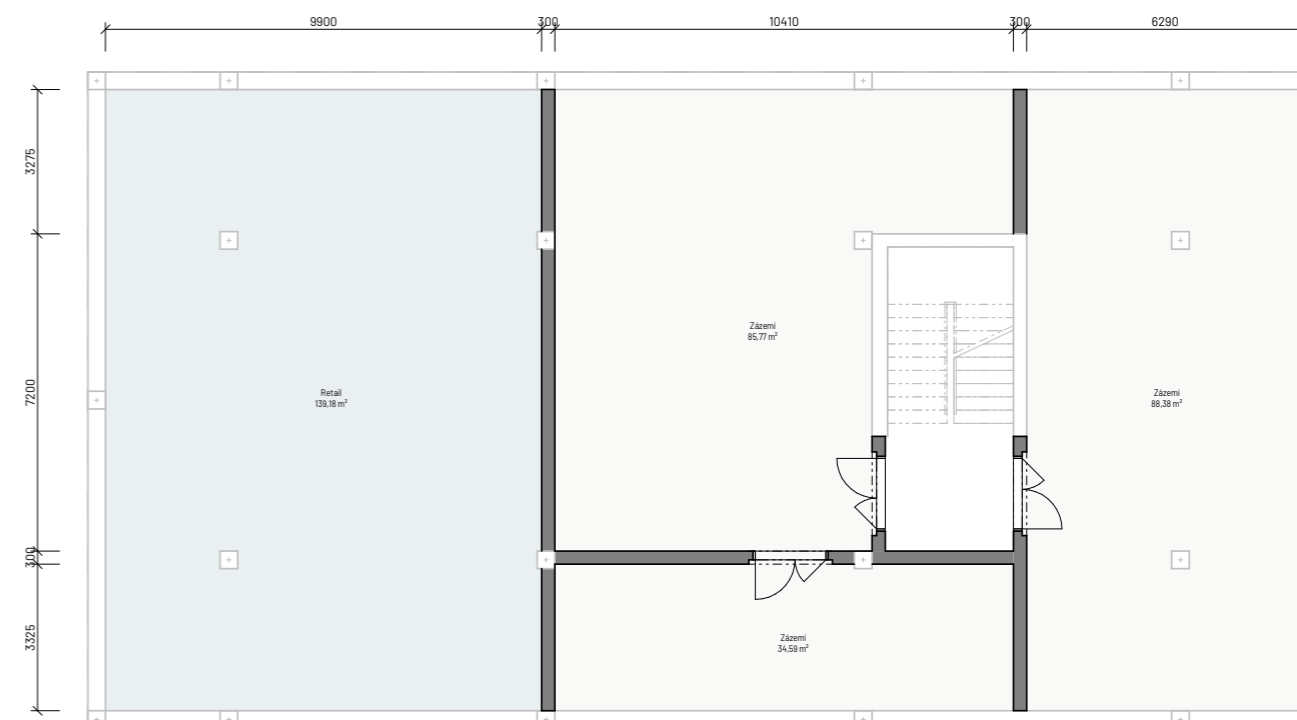 9900
300
10410
300
6290
3275
Zázemí
85,77 m²
7200
Retail
139,18 m²
Zázemí
88,38 m²
300
3325
Zázemí
34,59 m²